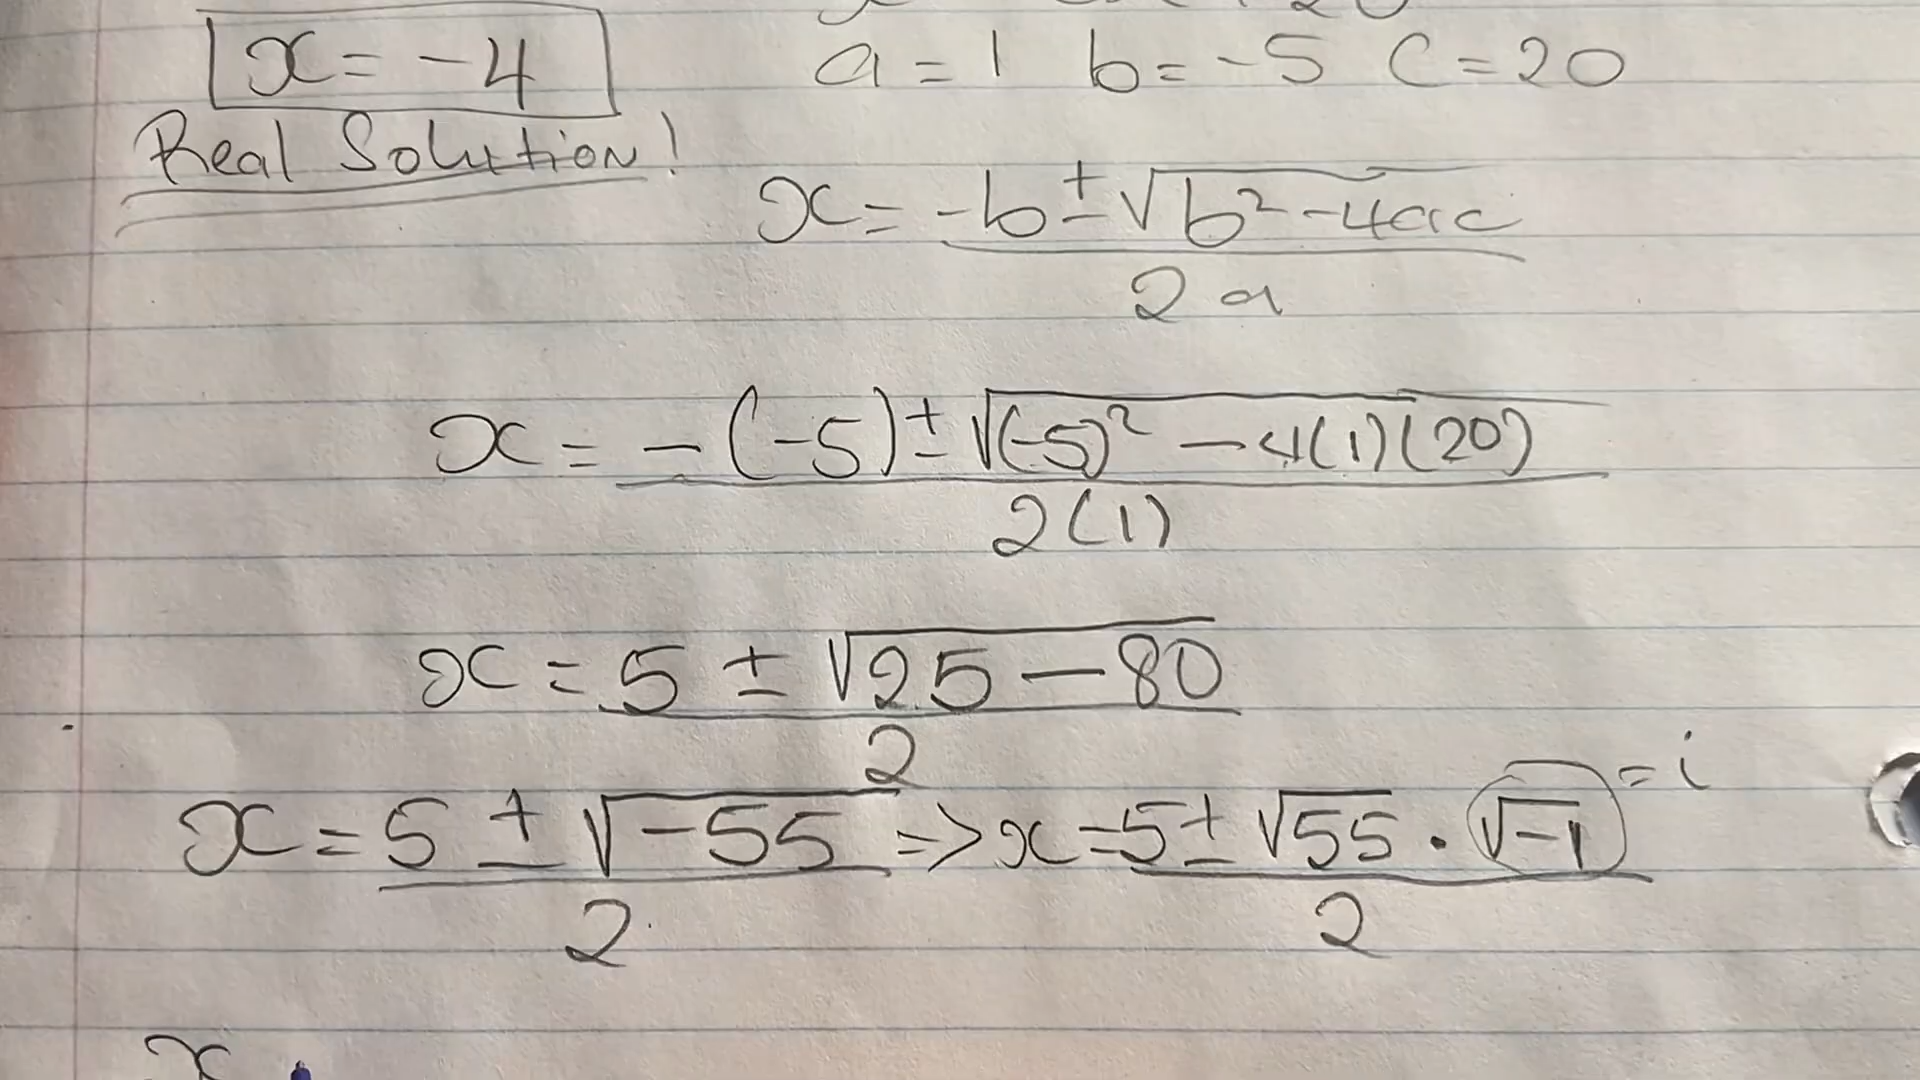 x = -4
Real Solution!
a = 1 b = -5 c = 20
x = -b ± √b² - 4ac
2a
x = -(-5) ± √(-5)² - 4(1)(20)
2(1)
x = 5 ± √25 - 80
2
x = 5 ± √-55 => x = 5 ± √55 · √-1 = i
2 2
x